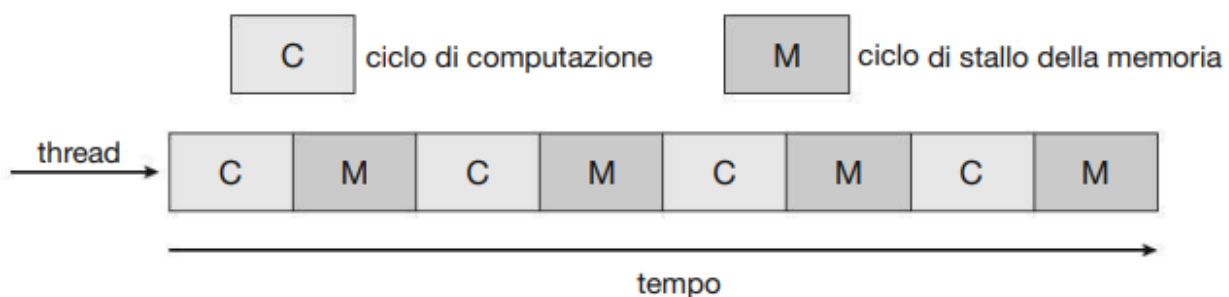 C ciclo di computazione M ciclo di stallo della memoria
thread C M C M C M C M
tempo